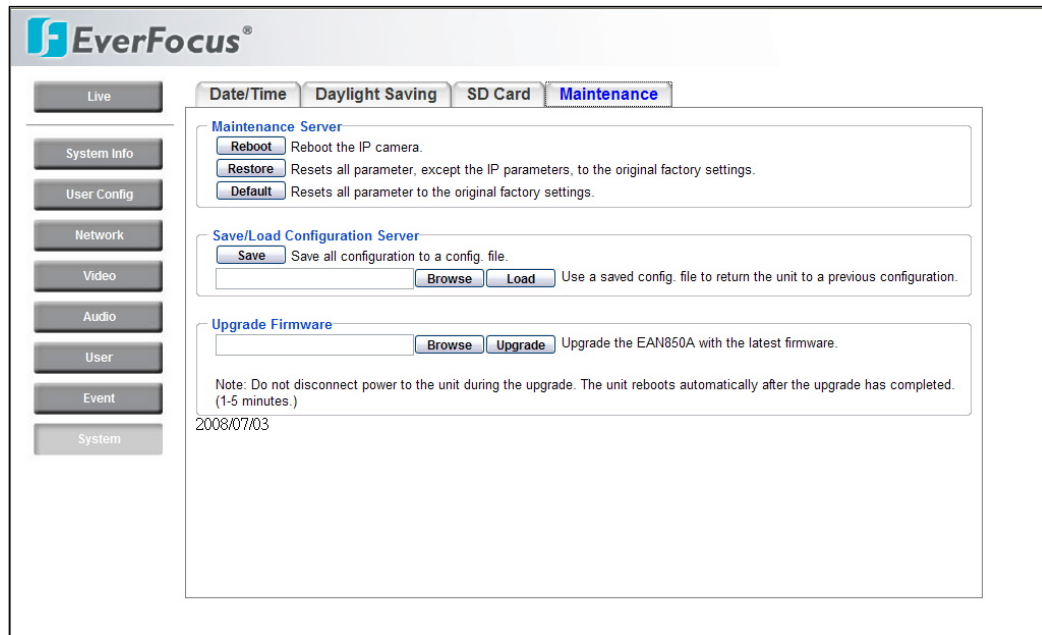 EverFocus®
Live
System Info
User Config
Network
Video
Audio
User
Event
System
Date/Time Daylight Saving SD Card Maintenance
Maintenance Server
Reboot Reboot the IP camera.
Restore Resets all parameter, except the IP parameters, to the original factory settings.
Default Resets all parameter to the original factory settings.
Save/Load Configuration Server
Save Save all configuration to a config. file.
Browse Load Use a saved config. file to return the unit to a previous configuration.
Upgrade Firmware
Browse Upgrade Upgrade the EAN850A with the latest firmware.
Note: Do not disconnect power to the unit during the upgrade. The unit reboots automatically after the upgrade has completed.
(1-5 minutes.)
2008/07/03